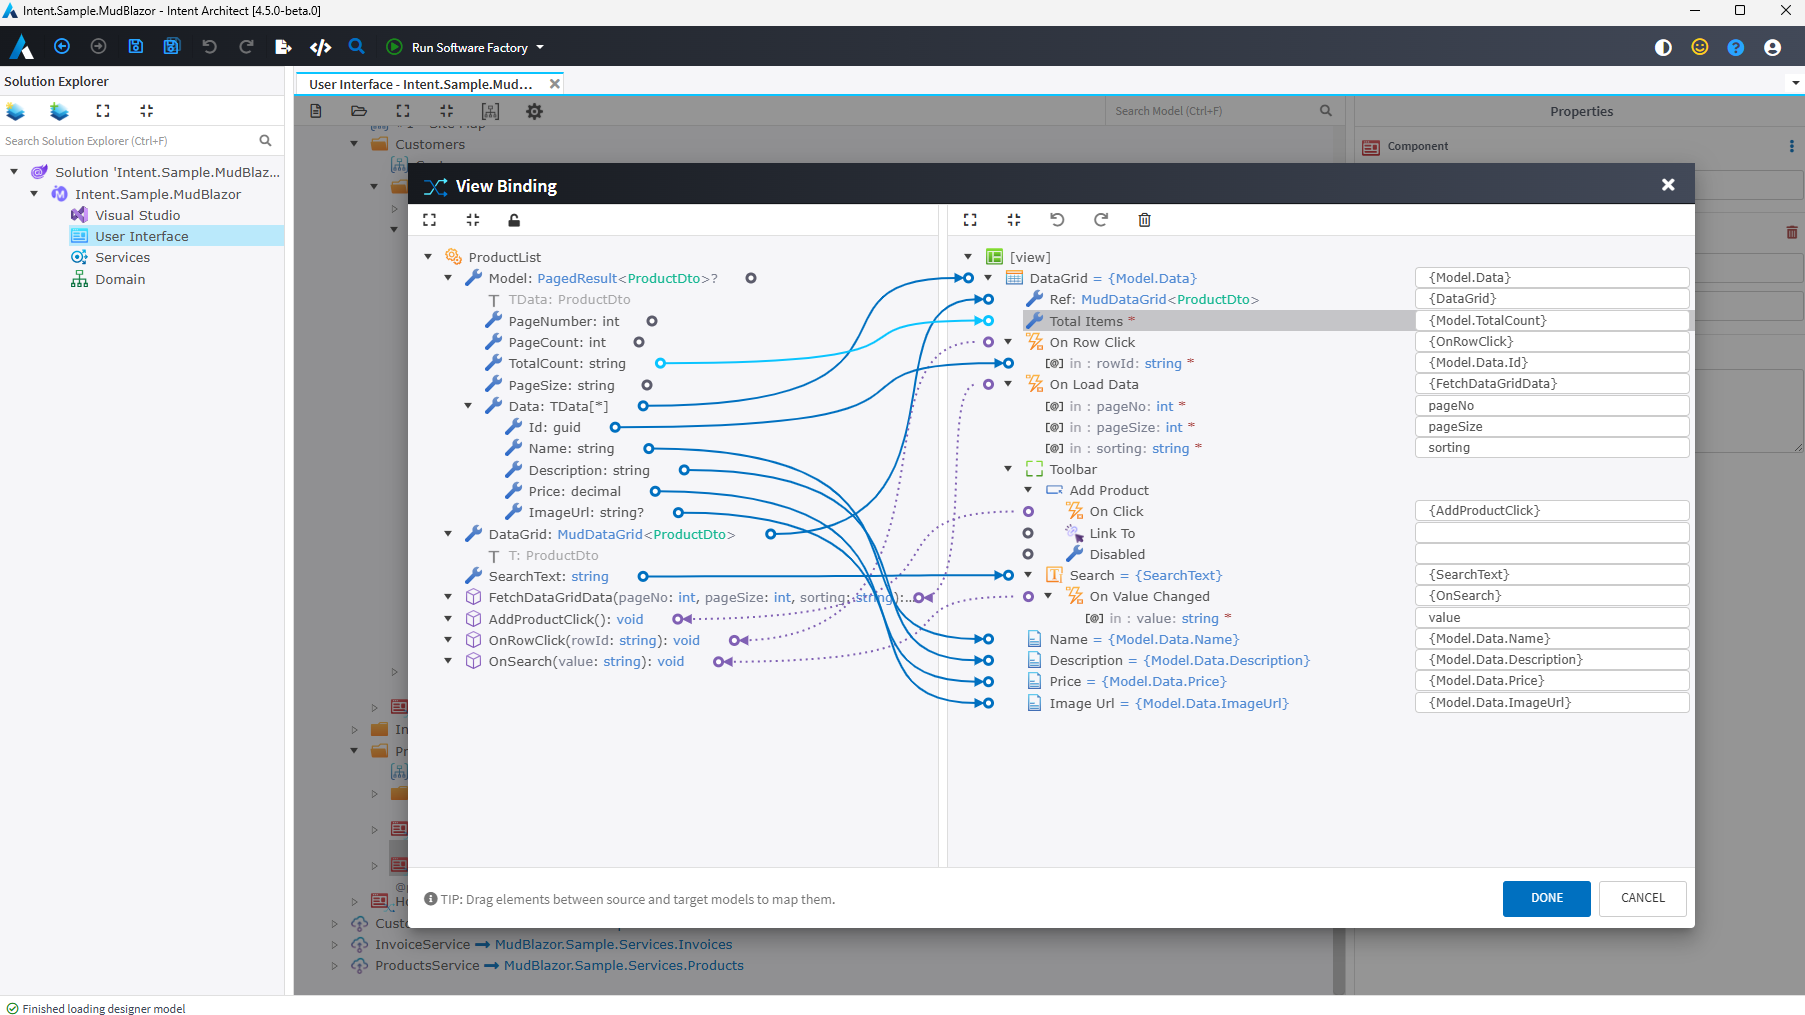 Intent.Sample.MudBlazor - Intent Architect [4.5.0-beta.0]
Run Software Factory
Solution Explorer
User Interface - Intent.Sample.Mud...
Search Model (Ctrl+F)
Properties
Search Solution Explorer (Ctrl+F)
Customers
Component
Solution 'Intent.Sample.MudBlaz...
Intent.Sample.MudBlazor
Visual Studio
User Interface
Services
Domain
View Binding
ProductList
Model: PagedResult<ProductDto>?
TData: ProductDto
PageNumber: int
PageCount: int
TotalCount: string
PageSize: string
Data: TData[*]
Id: guid
Name: string
Description: string
Price: decimal
ImageUrl: string?
DataGrid: MudDataGrid<ProductDto>
T: ProductDto
SearchText: string
FetchDataGridData(pageNo: int, pageSize: int, sorting: string):...
AddProductClick(): void
OnRowClick(rowId: string): void
OnSearch(value: string): void
[view]
DataGrid = {Model.Data} {Model.Data}
Ref: MudDataGrid<ProductDto> {DataGrid}
Total Items * {Model.TotalCount}
On Row Click {OnRowClick}
[@] in : rowId: string * {Model.Data.Id}
On Load Data {FetchDataGridData}
[@] in : pageNo: int * pageNo
[@] in : pageSize: int * pageSize
[@] in : sorting: string * sorting
Toolbar
Add Product
On Click {AddProductClick}
Link To
Disabled
Search = {SearchText} {SearchText}
On Value Changed {OnSearch}
[@] in : value: string * value
Name = {Model.Data.Name} {Model.Data.Name}
Description = {Model.Data.Description} {Model.Data.Description}
Price = {Model.Data.Price} {Model.Data.Price}
Image Url = {Model.Data.ImageUrl} {Model.Data.ImageUrl}
TIP: Drag elements between source and target models to map them.
DONE
CANCEL
InvoiceService → MudBlazor.Sample.Services.Invoices
ProductsService → MudBlazor.Sample.Services.Products
Finished loading designer model